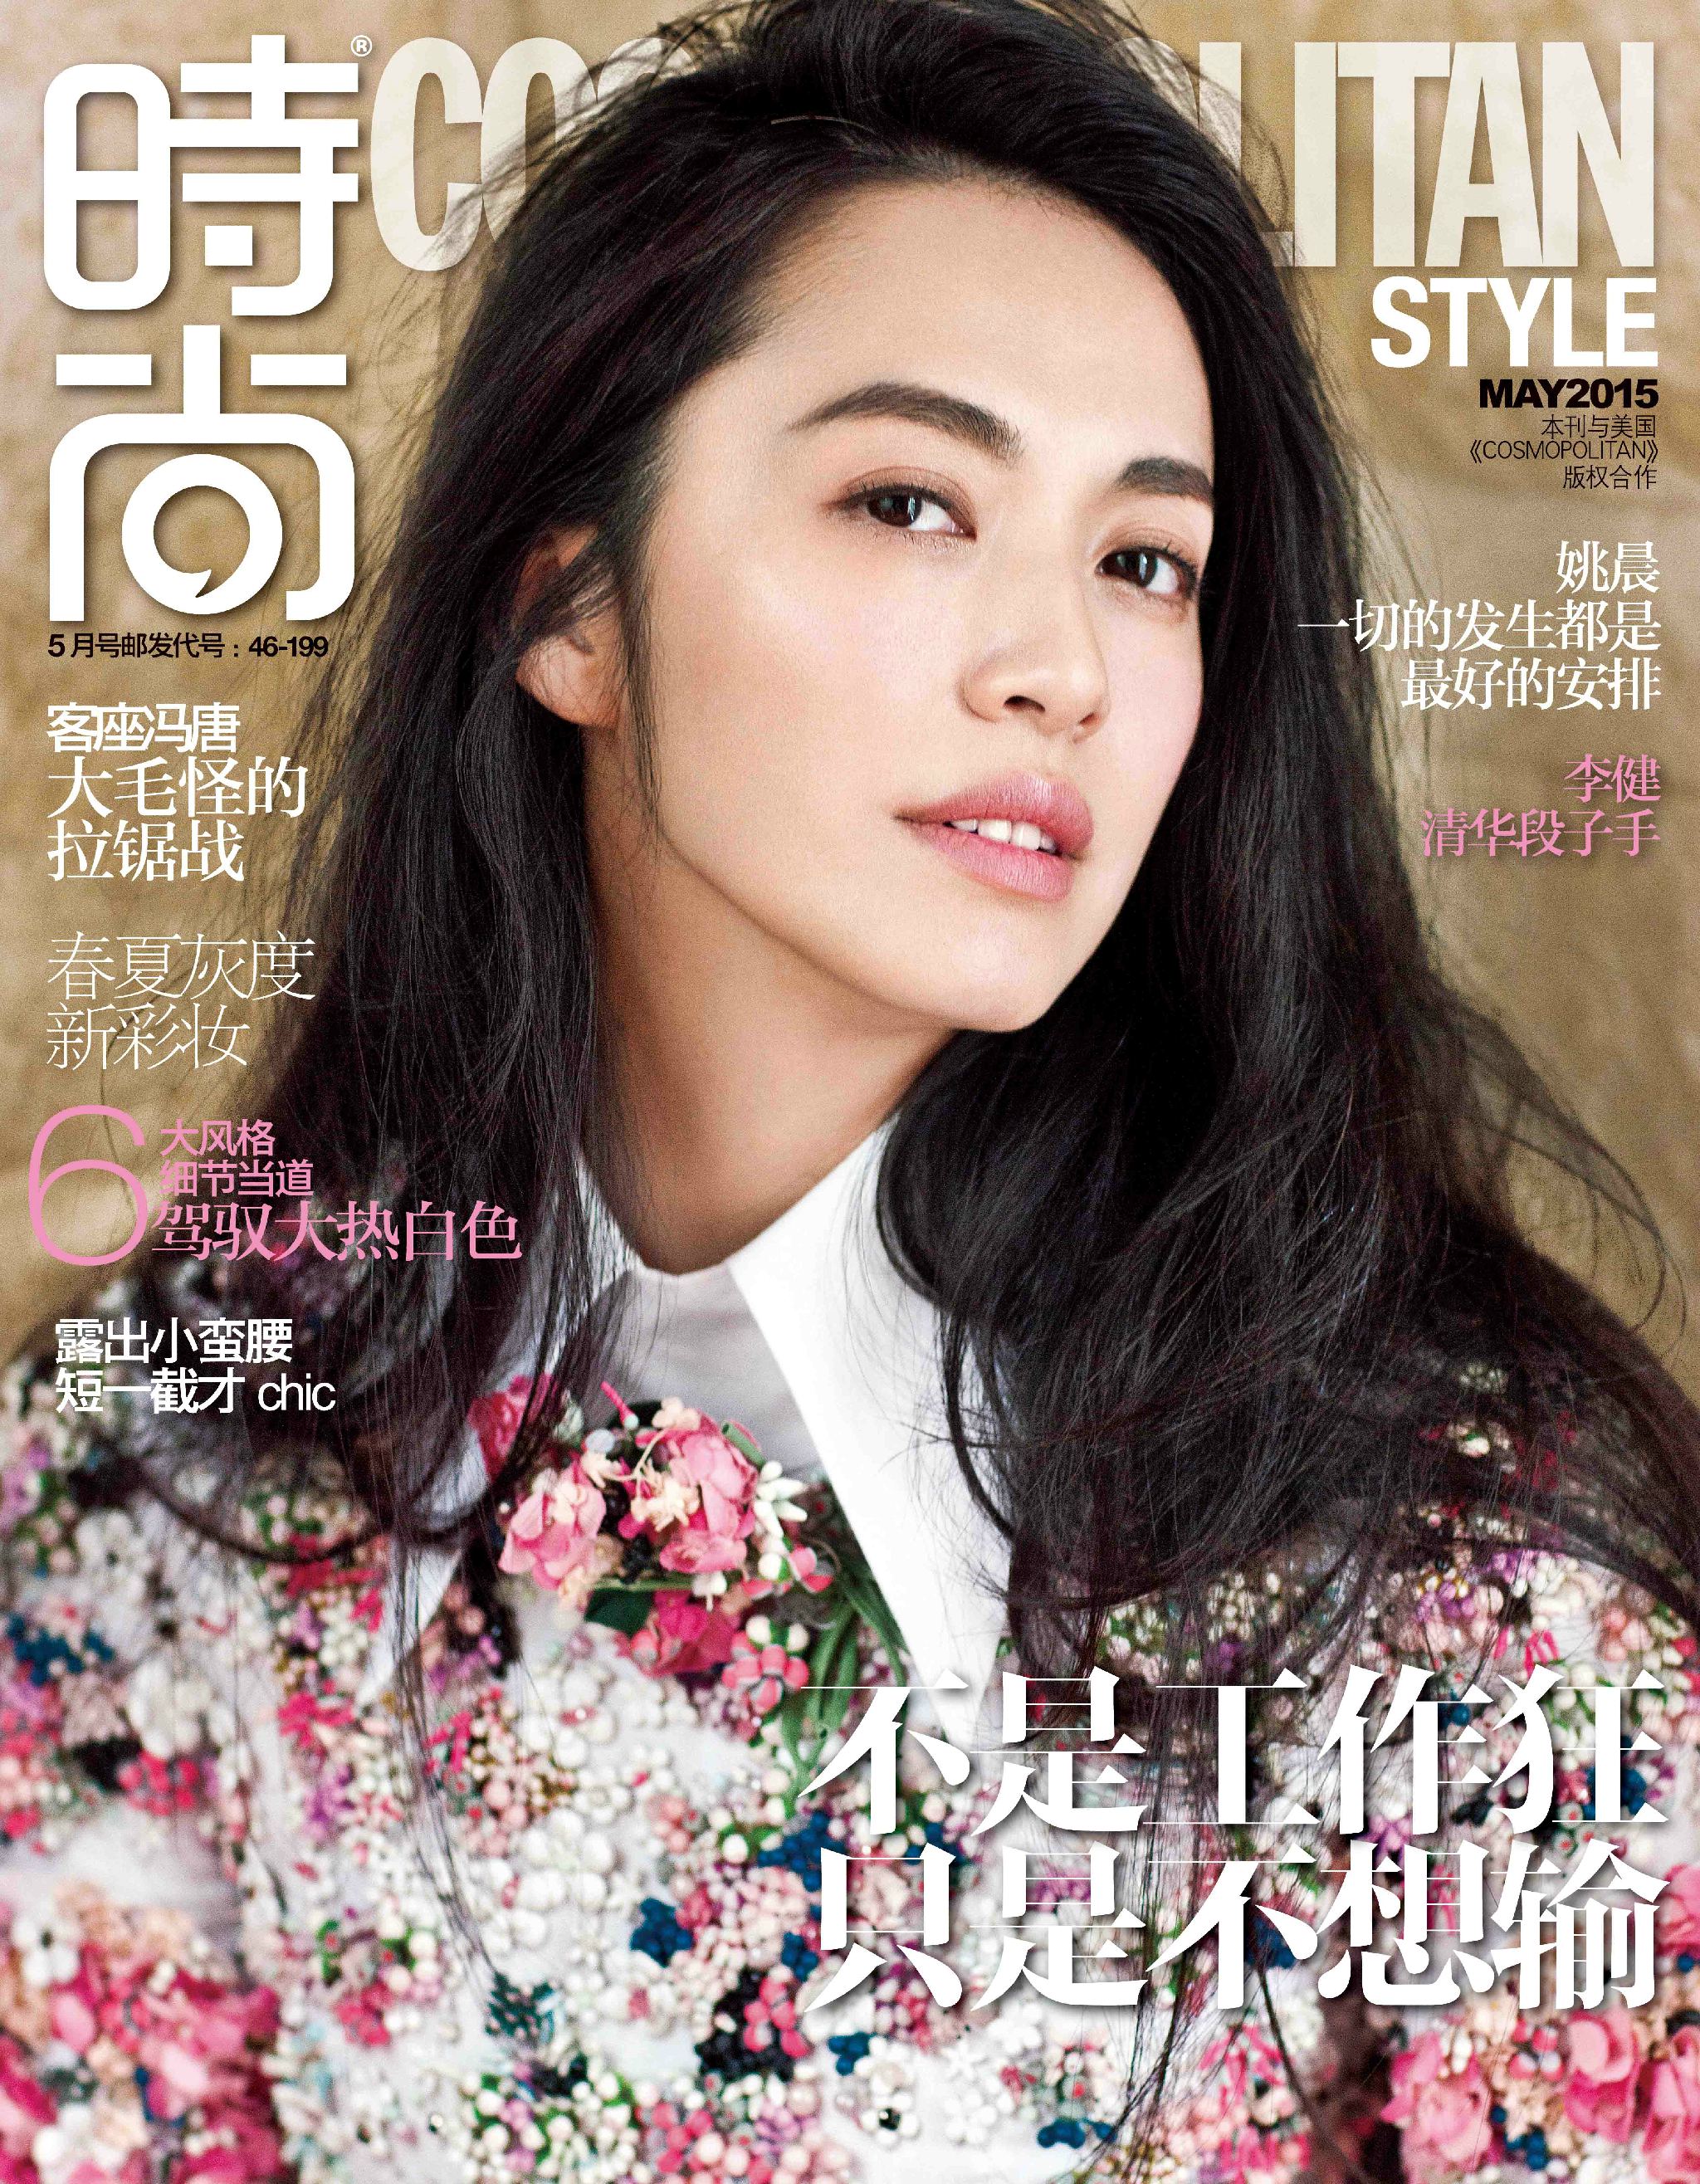 時尚®
COSMOPOLITAN
STYLE
MAY2015
本刊与美国
《COSMOPOLITAN》
版权合作
5月号邮发代号：46-199
姚晨
一切的发生都是
最好的安排
李健
清华段子手
客座冯唐
大毛怪的
拉锯战
春夏灰度
新彩妆
6大风格
细节当道
驾驭大热白色
露出小蛮腰
短一截才 chic
不是工作狂
只是不想输